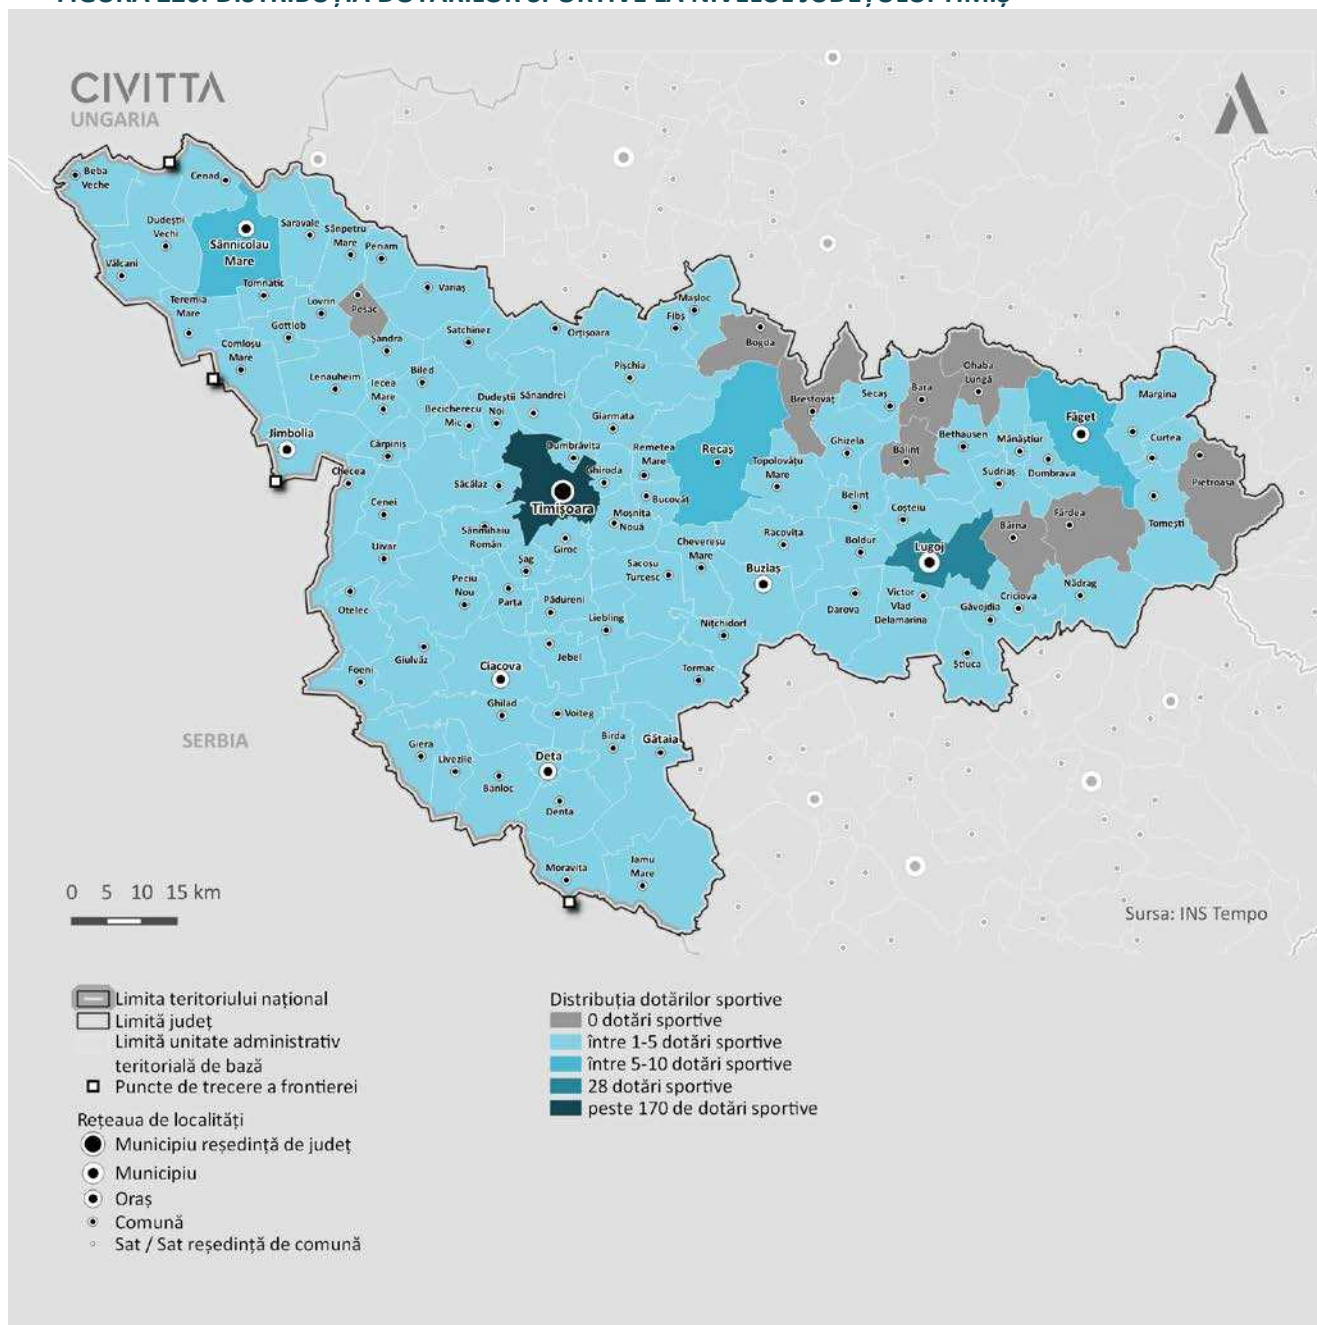 CIVITTA
UNGARIA
Beba
Veche
Cenad
Dudeștii
Vechi
Sânnicolau
Mare
Saravale
Sânpetru
Mare
Penam
Vălcani
Tomnatic
Variaș
Teremia
Mare
Lovrin
Pesac
Gottlob
Șandra
Satchinez
Orțișoara
Mașloc
Fibș
Bogda
Comloșu
Mare
Lenauheim
Iecea
Mare
Biled
Pișchia
Brestovăț
Secaș
Bara
Ohaba
Lungă
Margina
Făget
Curtea
Becicherecu
Mic
Dudeștii
Noi
Sânandrei
Giarmata
Jimbolia
Cărpiniș
Dumbrăvița
Remetea
Mare
Recaș
Ghizela
Balinț
Bethausen
Mănăștiur
Checea
Săcălaz
Ghiroda
Topolovățu
Mare
Sudriaș
Dumbrava
Pietroasa
Cenei
Timișoara
Bucovăț
Belinț
Coșteiu
Bârna
Fârdea
Tomești
Sânmihaiu
Român
Moșnița
Nouă
Uivar
Giroc
Șag
Cheveresu
Mare
Racovița
Boldur
Lugoj
Peciu
Nou
Sacosu
Turcesc
Buziaș
Nădrag
Otelec
Parța
Pădureni
Liebling
Nițchidorf
Darova
Victor
Vlad
Delamarina
Găvojdia
Criciova
Știuca
Giulvăz
Jebel
Foeni
Ciacova
Tormac
Ghilad
Voiteg
SERBIA
Giera
Livezile
Banloc
Deta
Birda
Gătaia
Denta
Moravița
Jamu
Mare
0 5 10 15 km
Sursa: INS Tempo
Limita teritoriului național
Limită județ
Limită unitate administrativ
teritorială de bază
Puncte de trecere a frontierei
Rețeaua de localități
Municipiu reședință de județ
Municipiu
Oraș
Comună
Sat / Sat reședință de comună
Distribuția dotărilor sportive
0 dotări sportive
între 1-5 dotări sportive
între 5-10 dotări sportive
28 dotări sportive
peste 170 de dotări sportive